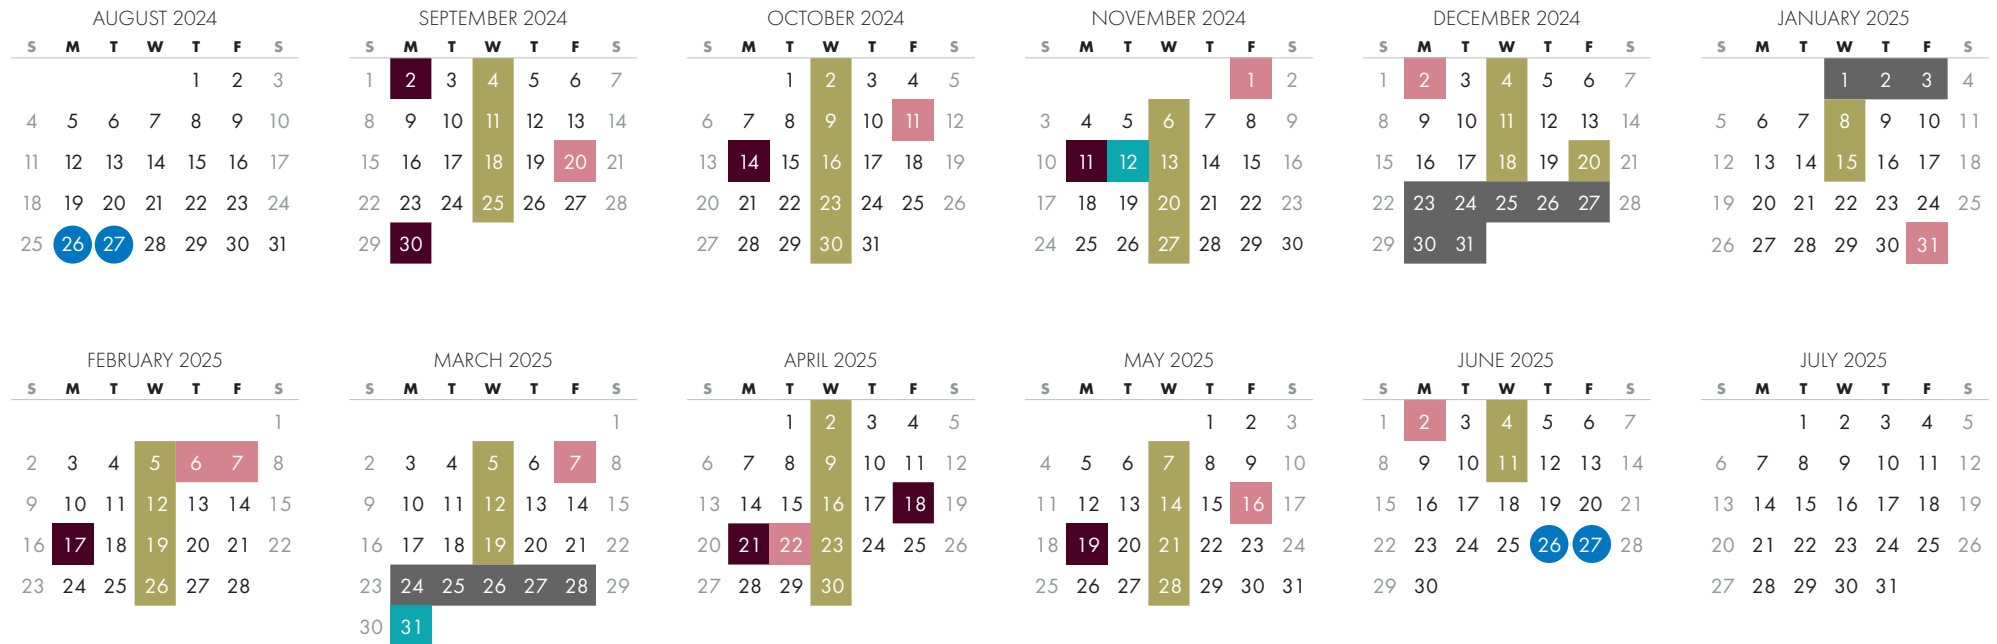 AUGUST 2024
S M T W T F S
1 2 3
4 5 6 7 8 9 10
11 12 13 14 15 16 17
18 19 20 21 22 23 24
25 26 27 28 29 30 31
SEPTEMBER 2024
S M T W T F S
1 2 3 4 5 6 7
8 9 10 11 12 13 14
15 16 17 18 19 20 21
22 23 24 25 26 27 28
29 30
OCTOBER 2024
S M T W T F S
1 2 3 4 5
6 7 8 9 10 11 12
13 14 15 16 17 18 19
20 21 22 23 24 25 26
27 28 29 30 31
NOVEMBER 2024
S M T W T F S
1 2
3 4 5 6 7 8 9
10 11 12 13 14 15 16
17 18 19 20 21 22 23
24 25 26 27 28 29 30
DECEMBER 2024
S M T W T F S
1 2 3 4 5 6 7
8 9 10 11 12 13 14
15 16 17 18 19 20 21
22 23 24 25 26 27 28
29 30 31
JANUARY 2025
S M T W T F S
1 2 3 4
5 6 7 8 9 10 11
12 13 14 15 16 17 18
19 20 21 22 23 24 25
26 27 28 29 30 31
FEBRUARY 2025
S M T W T F S
1
2 3 4 5 6 7 8
9 10 11 12 13 14 15
16 17 18 19 20 21 22
23 24 25 26 27 28
MARCH 2025
S M T W T F S
1
2 3 4 5 6 7 8
9 10 11 12 13 14 15
16 17 18 19 20 21 22
23 24 25 26 27 28 29
30 31
APRIL 2025
S M T W T F S
1 2 3 4 5
6 7 8 9 10 11 12
13 14 15 16 17 18 19
20 21 22 23 24 25 26
27 28 29 30
MAY 2025
S M T W T F S
1 2 3
4 5 6 7 8 9 10
11 12 13 14 15 16 17
18 19 20 21 22 23 24
25 26 27 28 29 30 31
JUNE 2025
S M T W T F S
1 2 3 4 5 6 7
8 9 10 11 12 13 14
15 16 17 18 19 20 21
22 23 24 25 26 27 28
29 30
JULY 2025
S M T W T F S
1 2 3 4 5
6 7 8 9 10 11 12
13 14 15 16 17 18 19
20 21 22 23 24 25 26
27 28 29 30 31